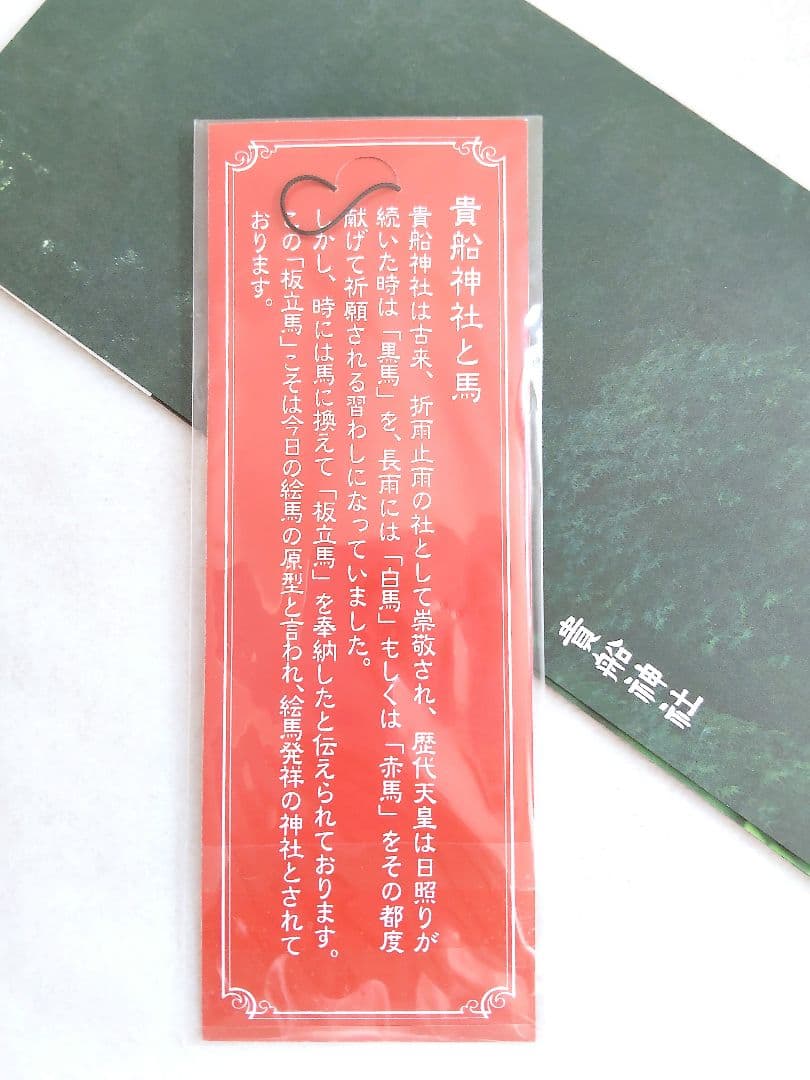 貴船神社と馬
貴船神社は古来、折雨止雨の社として崇敬され、歴代天皇は日照りが
続いた時は「黒馬」を、長雨には「白馬」もしくは「赤馬」をその都度
献げて祈願される習わしになっていました。
しかし、時には馬に換えて「板立馬」を奉納したと伝えられております。
この「板立馬」こそは今日の絵馬の原型と言われ、絵馬発祥の神社とされて
おります。
貴船神社